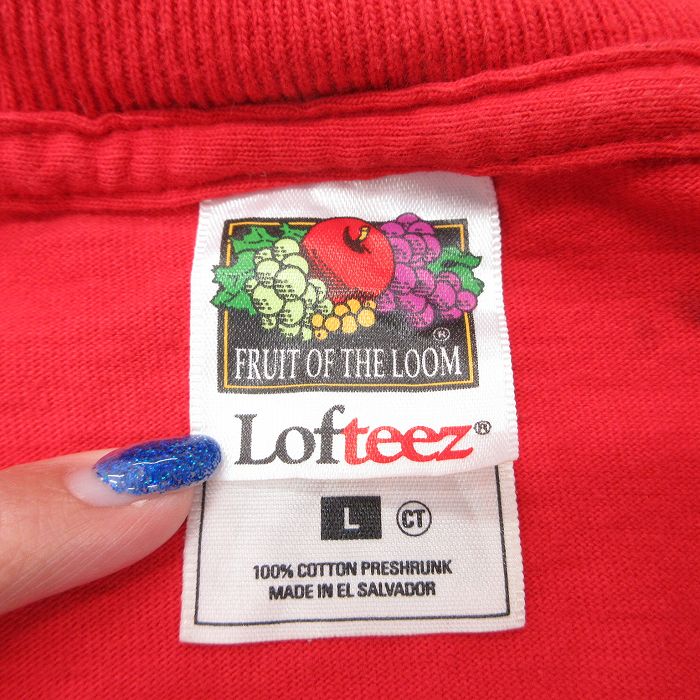 ®
FRUIT OF THE LOOM
Lofteez®
L CT
100% COTTON PRESHRUNK
MADE IN EL SALVADOR